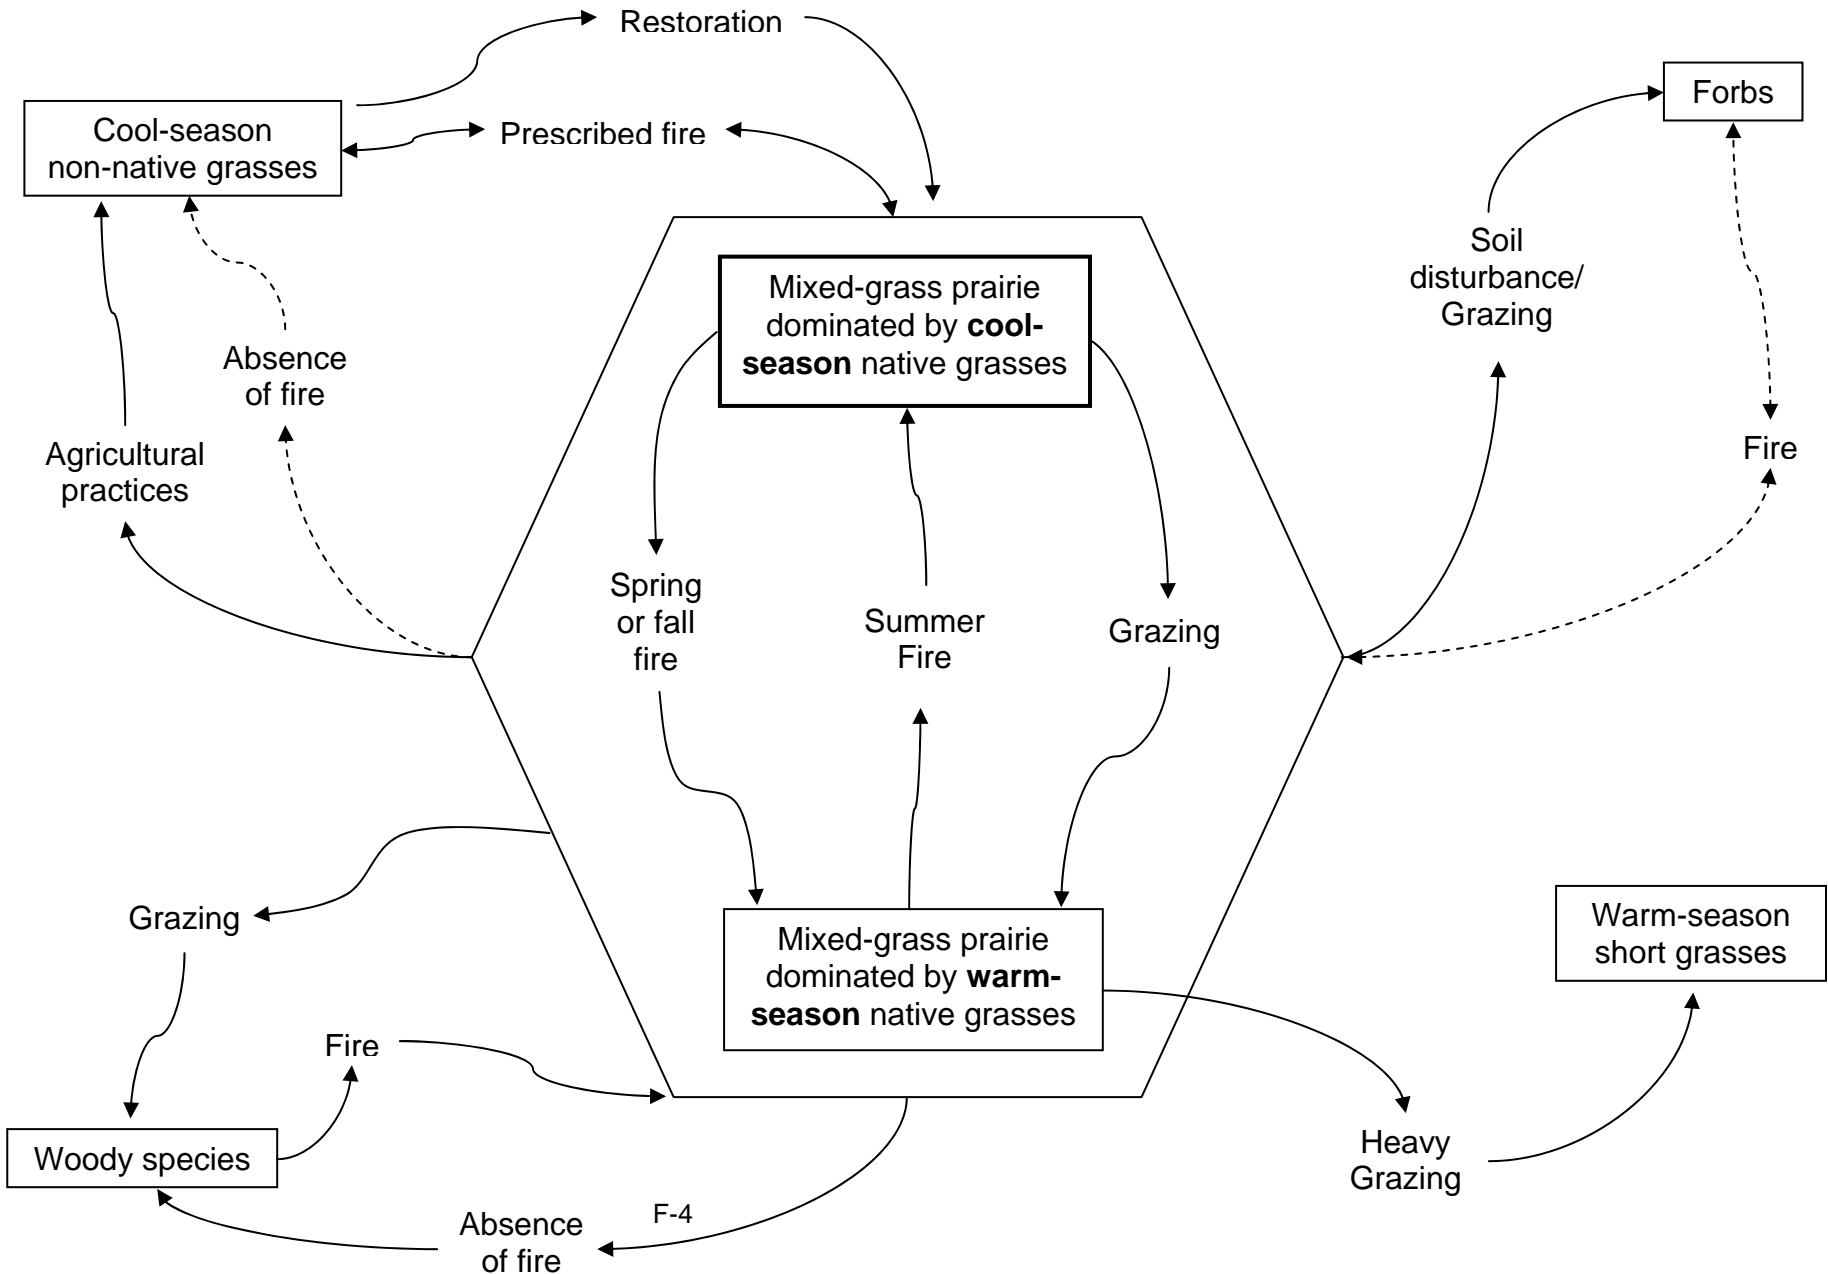 Restoration
Cool-season
non-native grasses
Prescribed fire
Forbs
Soil
disturbance/
Grazing
Mixed-grass prairie
dominated by cool-
season native grasses
Absence
of fire
Agricultural
practices
Fire
Spring
or fall
fire
Summer
Fire
Grazing
Grazing
Mixed-grass prairie
dominated by warm-
season native grasses
Warm-season
short grasses
Fire
Woody species
Heavy
Grazing
Absence
of fire
F-4